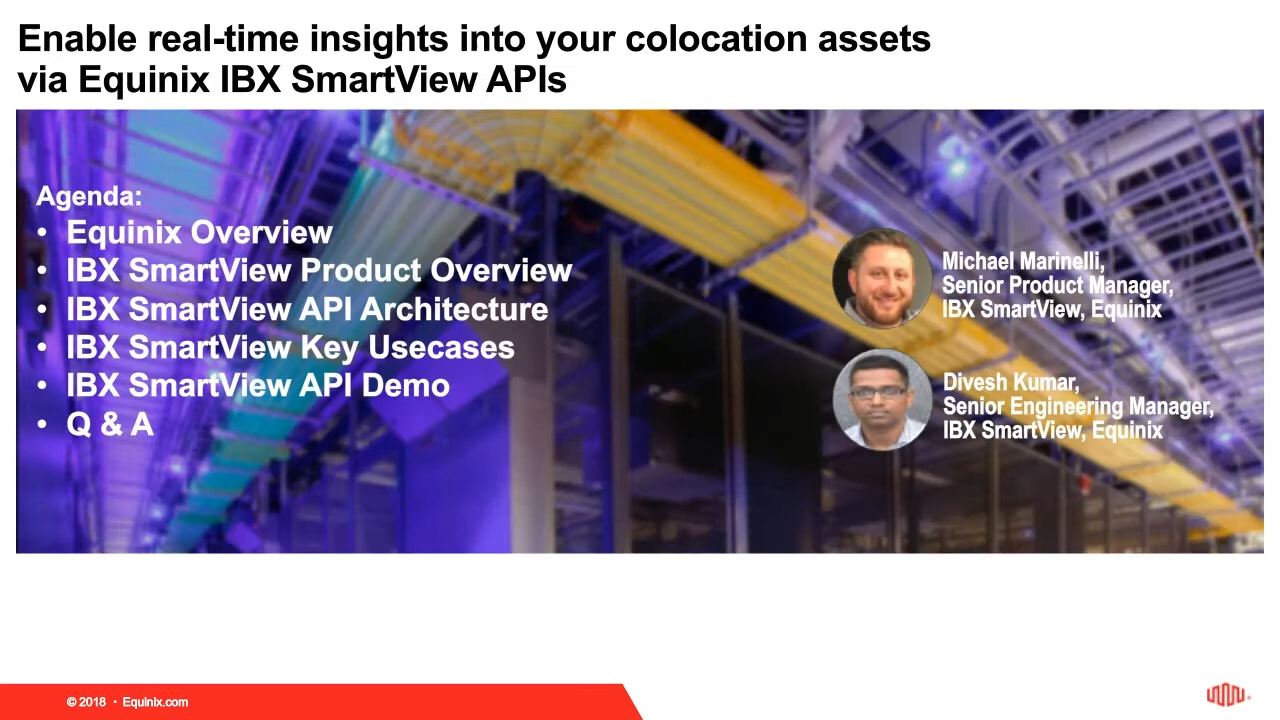 Enable real-time insights into your colocation assets
via Equinix IBX SmartView APIs
Agenda:
• Equinix Overview
• IBX SmartView Product Overview
• IBX SmartView API Architecture
• IBX SmartView Key Usecases
• IBX SmartView API Demo
• Q & A
Michael Marinelli,
Senior Product Manager,
IBX SmartView, Equinix
Divesh Kumar,
Senior Engineering Manager,
IBX SmartView, Equinix
© 2018 • Equinix.com